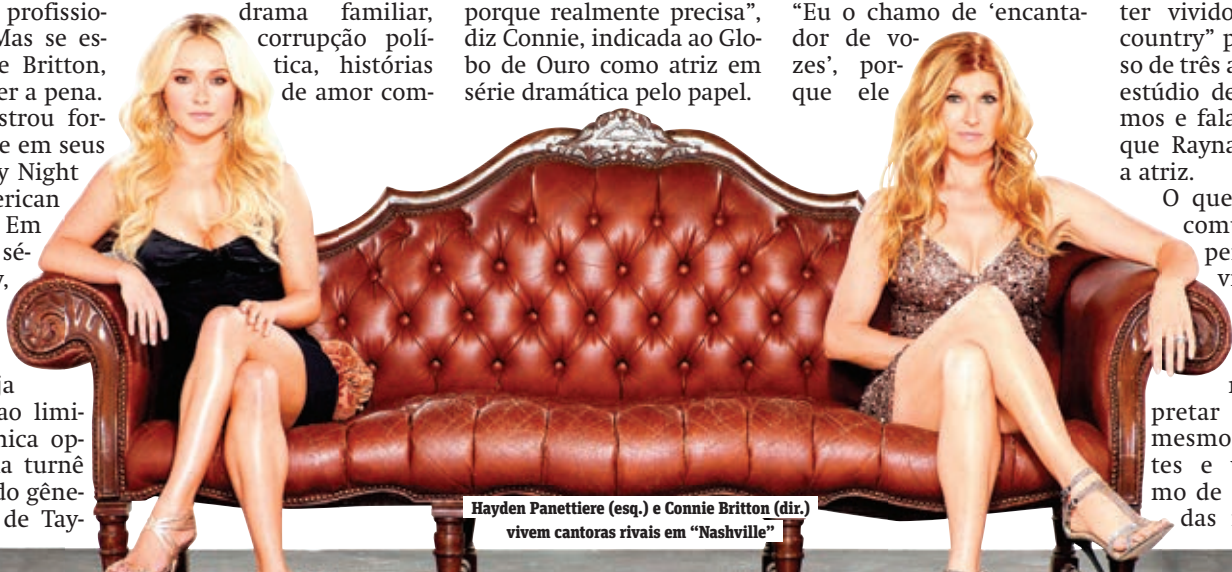 profissio-
Mas se es-
e Britton,
er a pena.
strou for-
e em seus
y Night
erican
Em
sé-
,
ja
ao limi-
nica op-
a turnê
do gêne-
de Tay-
drama familiar,
corrupção polí-
tica, histórias
de amor com-
porque realmente precisa”,
diz Connie, indicada ao Glo-
bo de Ouro como atriz em
série dramática pelo papel.
“Eu o chamo de ‘encanta-
dor de vo-
zes’, por-
que ele
ter vivido
country” p
so de três a
estúdio de
mos e fala
que Rayna
a atriz.
O que
com
pe
v
pretar
mesmo
tes e
mo de
das
Hayden Panettiere (esq.) e Connie Britton (dir.)
vivem cantoras rivais em “Nashville”